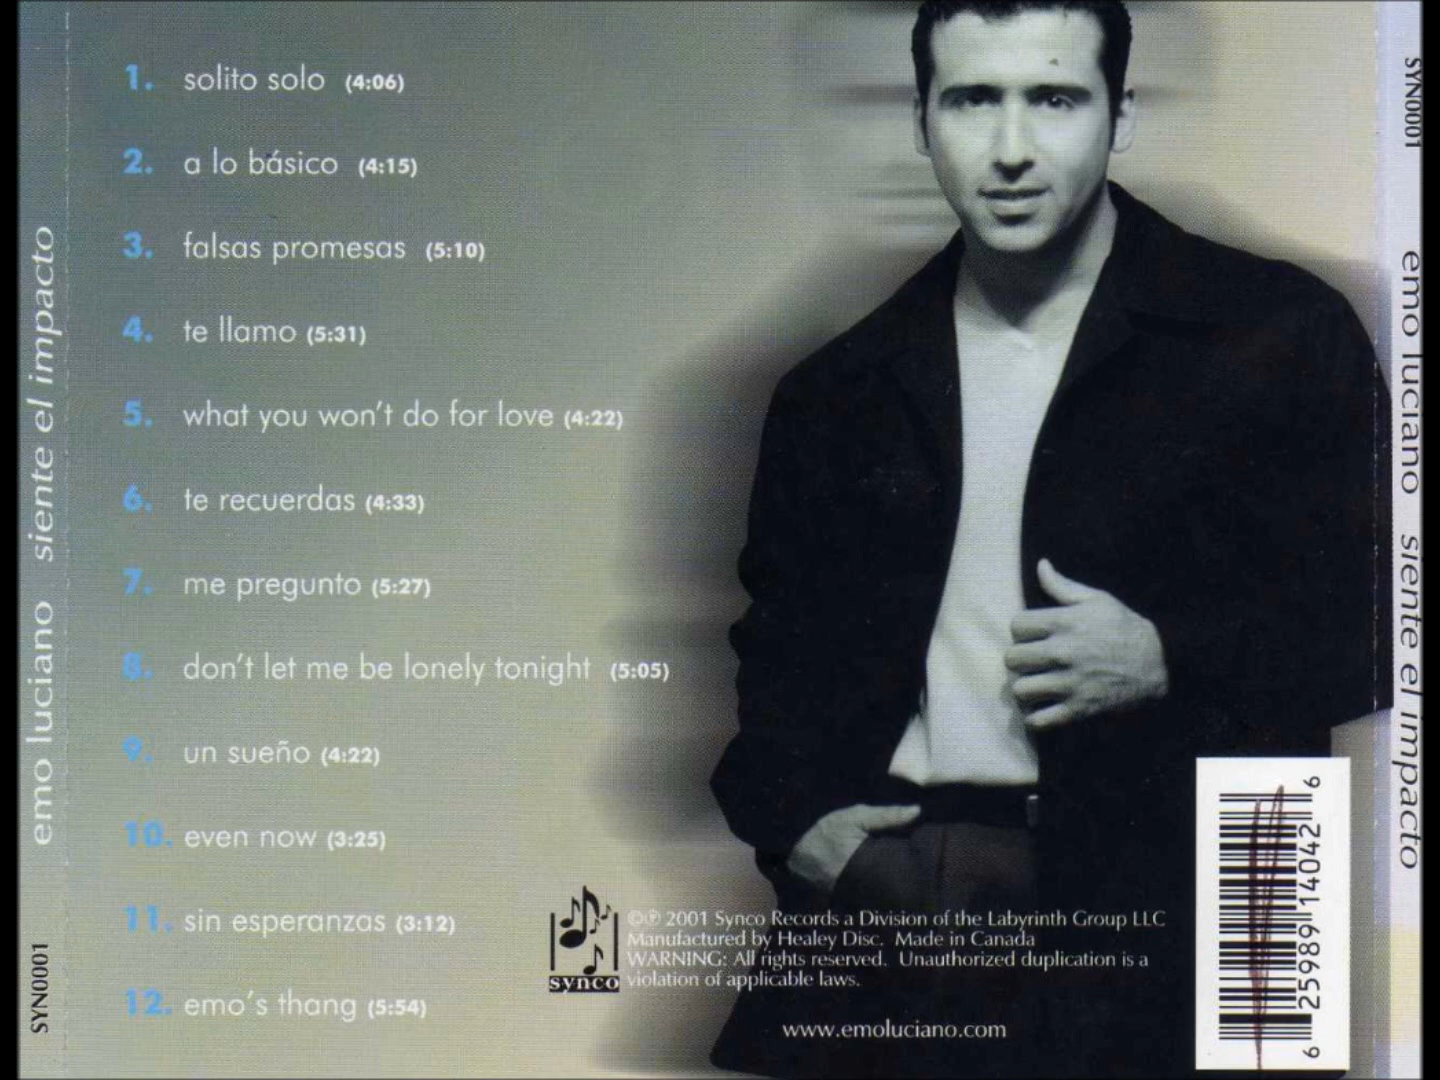 emo luciano siente el impacto
SYN0001
1. solito solo (4:06)
2. a lo básico (4:15)
3. falsas promesas (5:10)
4. te llamo (5:31)
5. what you won't do for love (4:22)
6. te recuerdas (4:33)
7. me pregunto (5:27)
8. don't let me be lonely tonight (5:05)
9. un sueño (4:22)
10. even now (3:25)
11. sin esperanzas (3:12)
12. emo's thang (5:54)
synco
©℗ 2001 Synco Records a Division of the Labyrinth Group LLC
Manufactured by Healey Disc. Made in Canada
WARNING: All rights reserved. Unauthorized duplication is a
violation of applicable laws.
www.emoluciano.com
6 25989 14042 6
SYN0001
emo luciano siente el impacto